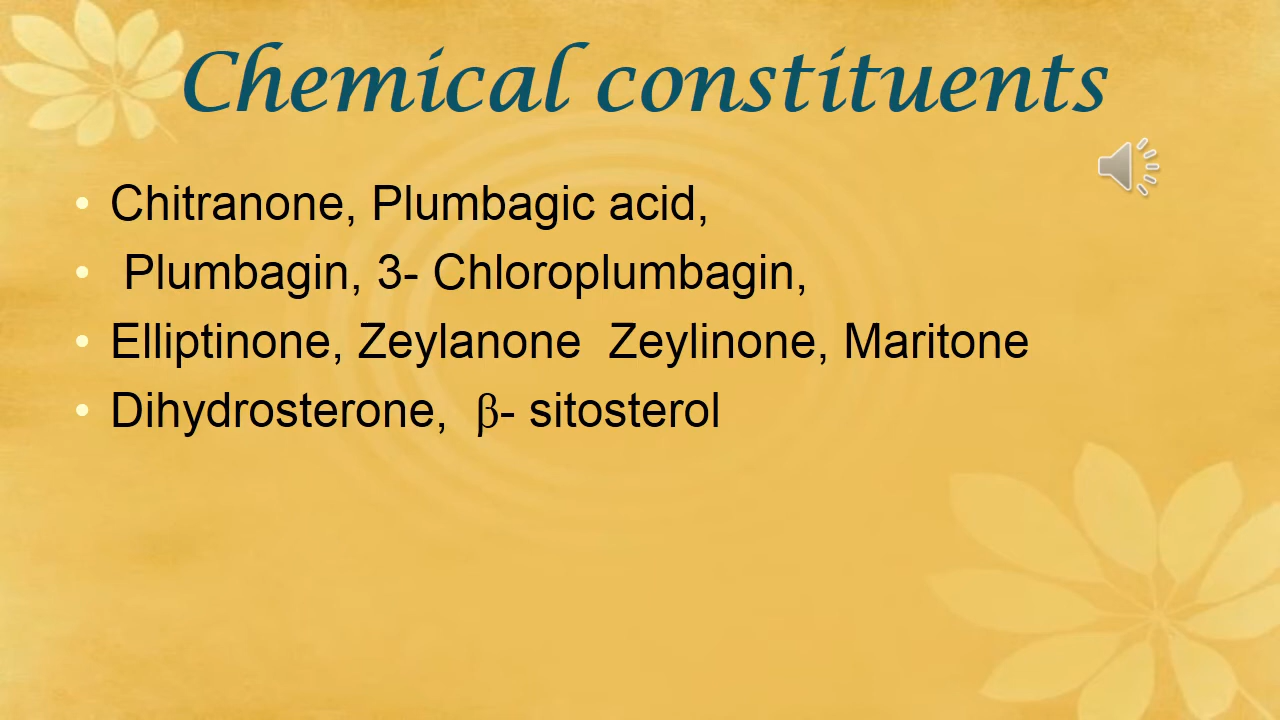 Chemical constituents
• Chitranone, Plumbagic acid,
• Plumbagin, 3- Chloroplumbagin,
• Elliptinone, Zeylanone  Zeylinone, Maritone
• Dihydrosterone,  β- sitosterol